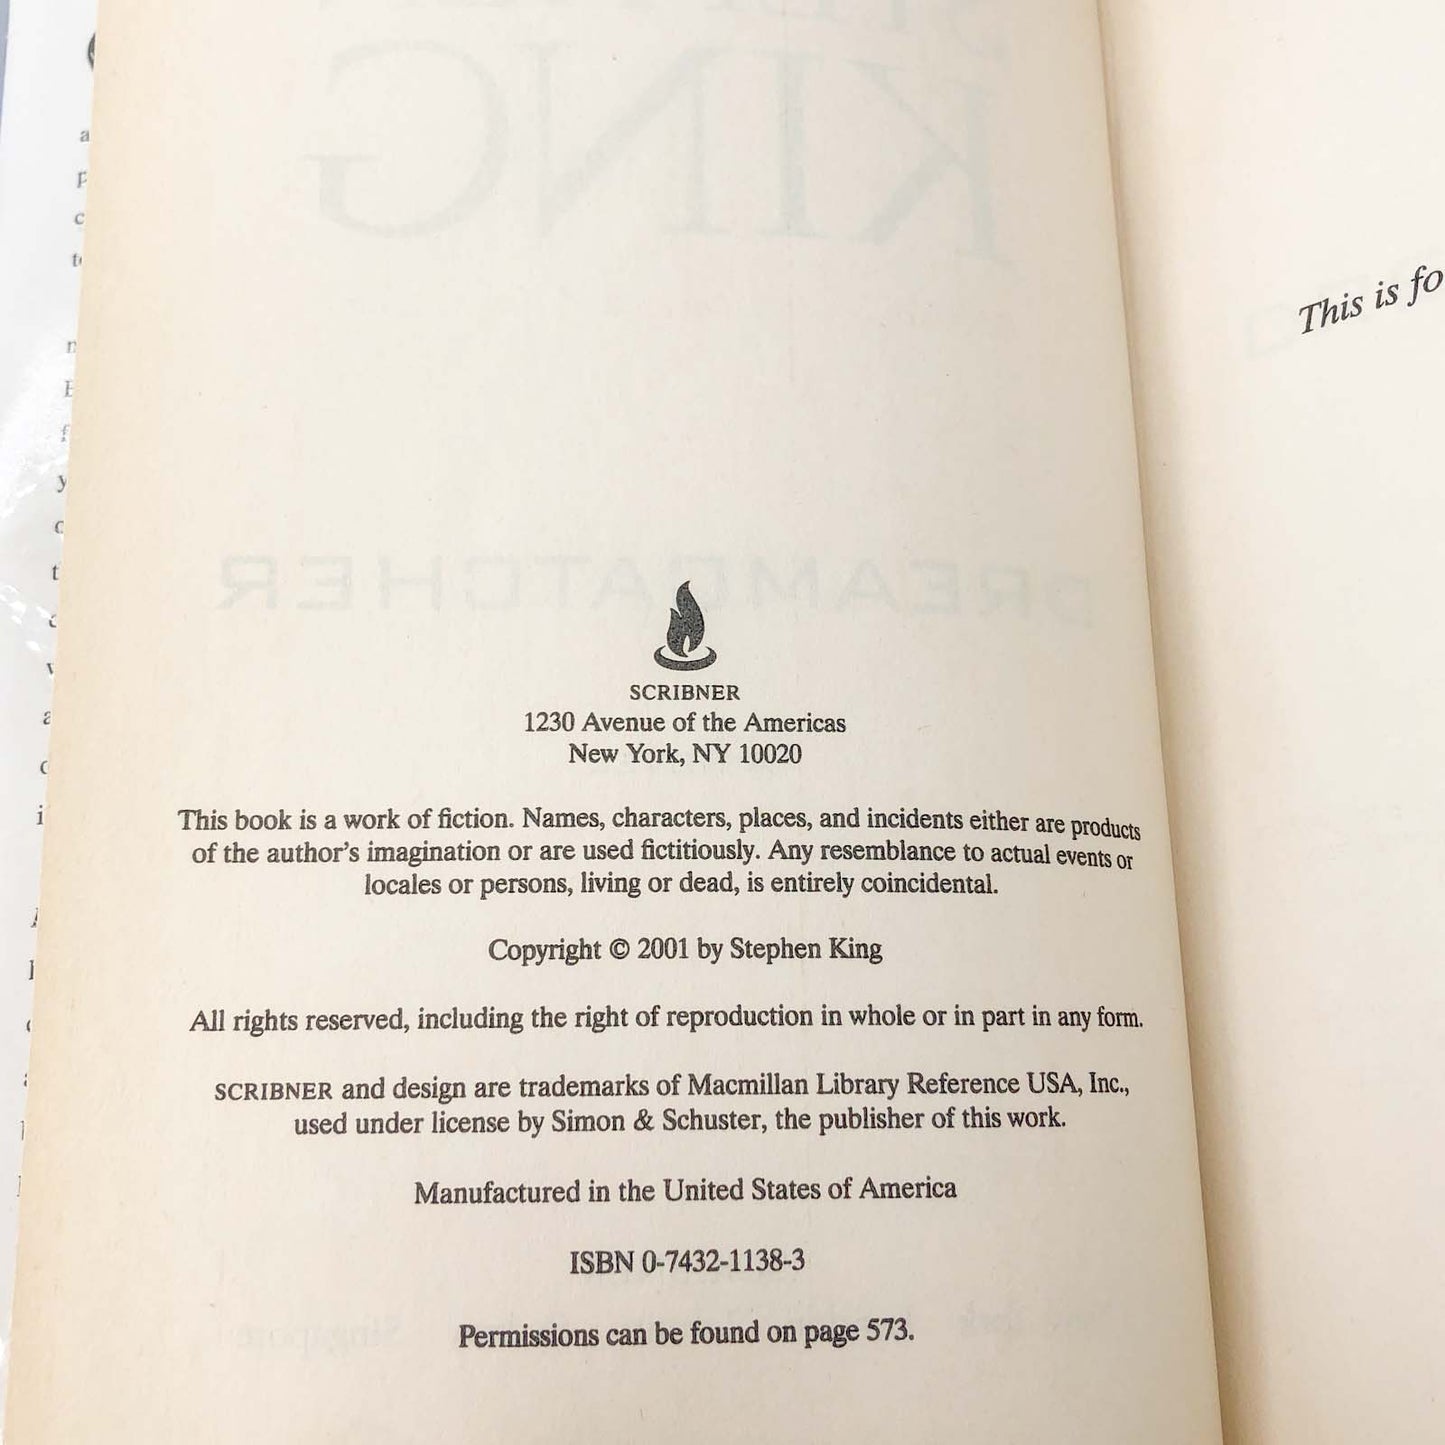 KING
DREAMCATCHER
SCRIBNER
1230 Avenue of the Americas
New York, NY 10020
This book is a work of fiction. Names, characters, places, and incidents either are products
of the author's imagination or are used fictitiously. Any resemblance to actual events or
locales or persons, living or dead, is entirely coincidental.
Copyright © 2001 by Stephen King
All rights reserved, including the right of reproduction in whole or in part in any form.
SCRIBNER and design are trademarks of Macmillan Library Reference USA, Inc.,
used under license by Simon & Schuster, the publisher of this work.
Manufactured in the United States of America
ISBN 0-7432-1138-3
Permissions can be found on page 573.
This is fo